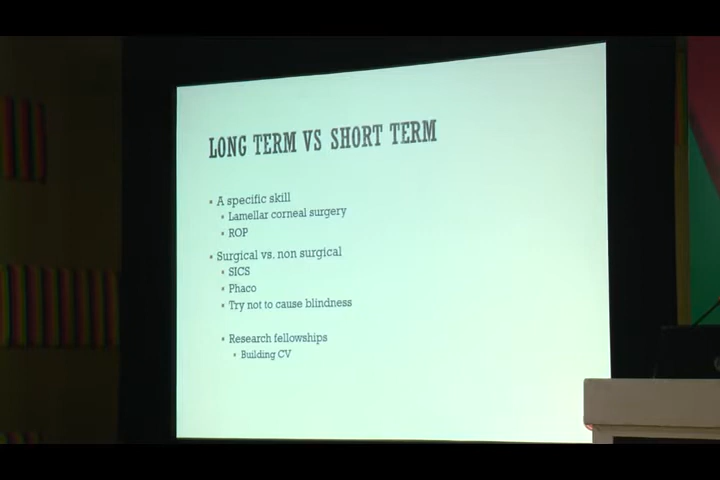 LONG TERM VS SHORT TERM
▪ A specific skill
▪ Lamellar corneal surgery
▪ ROP
▪ Surgical vs. non surgical
▪ SICS
▪ Phaco
▪ Try not to cause blindness
▪ Research fellowships
▪ Building CV